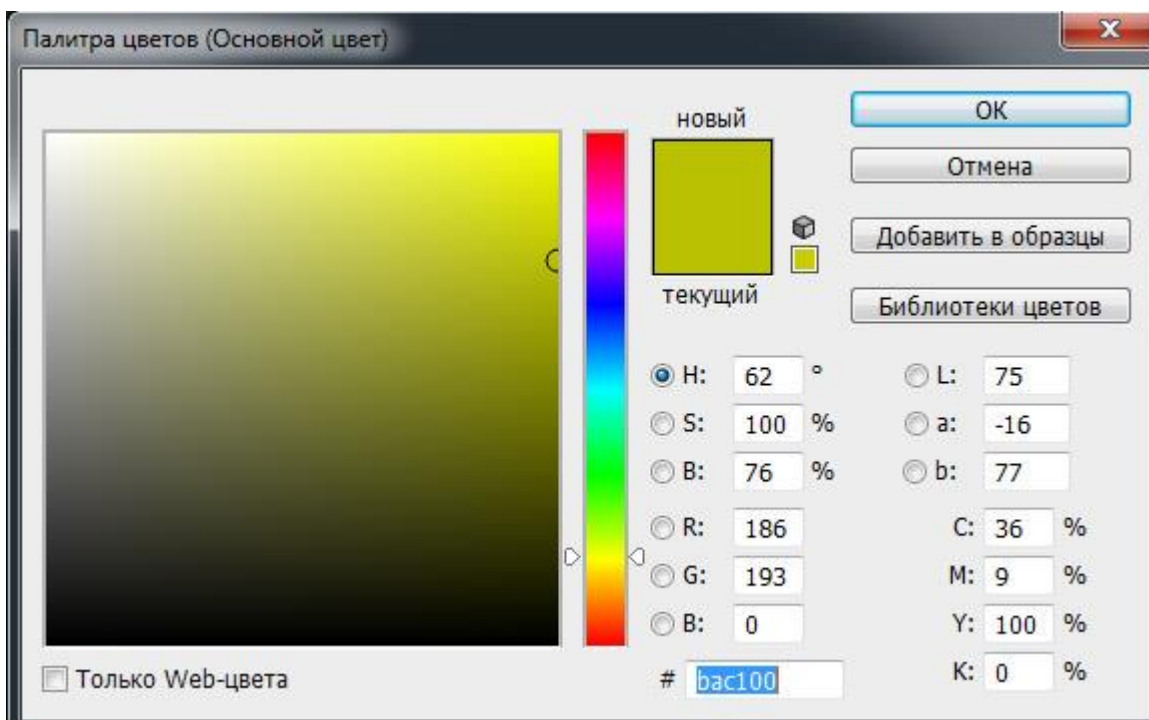 Палитра цветов (Основной цвет)
новый
текущий
OK
Отмена
Добавить в образцы
Библиотеки цветов
H: 62 °
S: 100 %
B: 76 %
R: 186
G: 193
B: 0
# bac100
L: 75
a: -16
b: 77
C: 36 %
M: 9 %
Y: 100 %
K: 0 %
Только Web-цвета